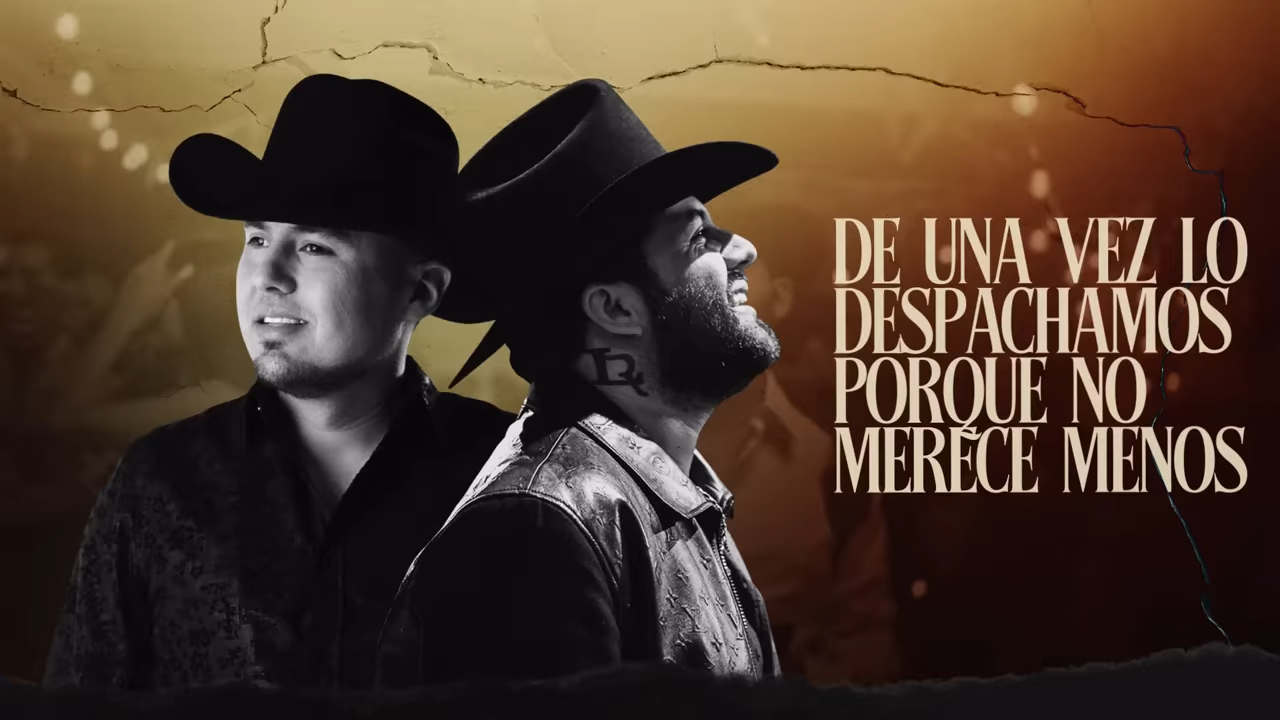 DE UNA VEZ LO
DESPACHAMOS
PORQUE NO
MERECE MENOS